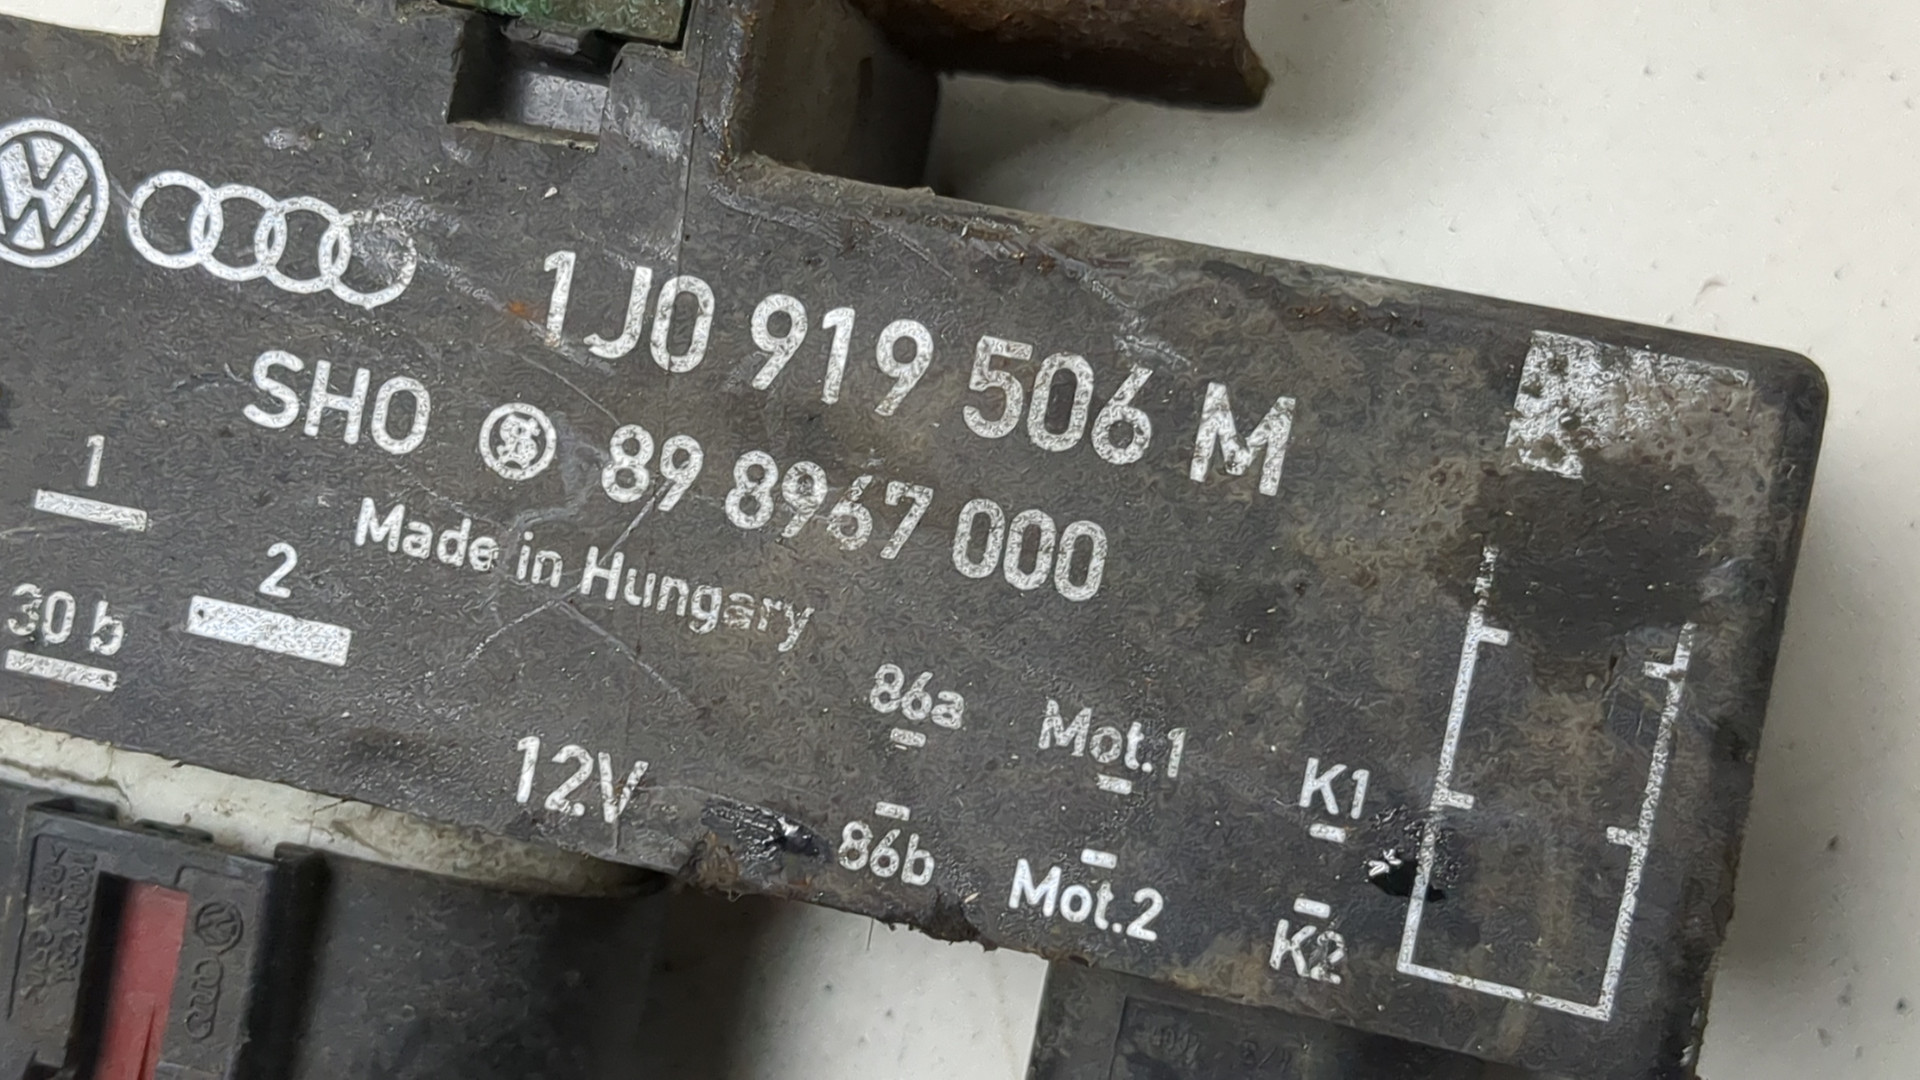 1J0 919 506 M
SHO 89 8967 000
Made in Hungary
1
2
30 b
12V
86a
Mot.1
K1
86b
Mot.2
K2